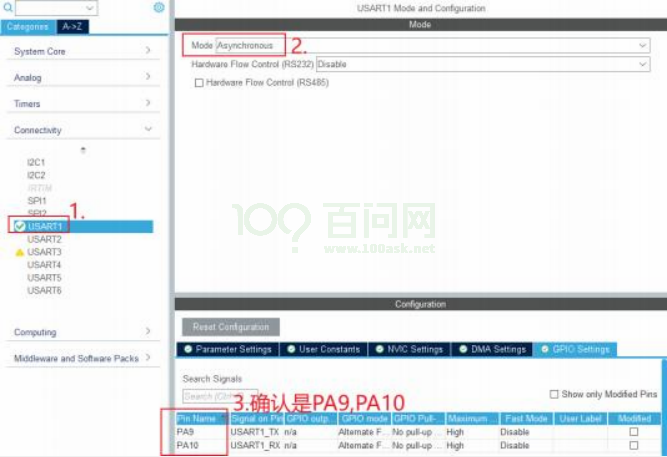 USART1 Mode and Configuration
Categories A->Z
Mode
System Core
Analog
Timers
Connectivity
I2C1
I2C2
IRTIM
SPI1
SPI2
1.
USART1
USART2
USART3
USART4
USART5
USART6
Computing
Middleware and Software Packs
Mode Asynchronous
2.
Hardware Flow Control (RS232) Disable
Hardware Flow Control (RS485)
100 百问网
www.100ask.net
Configuration
Reset Configuration
Parameter Settings User Constants NVIC Settings DMA Settings GPIO Settings
Search Signals
Search (Ctrl
Show only Modified Pins
3.确认是PA9,PA10
Pin Name Signal on Pin GPIO outp. GPIO mode GPIO Pull- Maximum Fast Mode User Label Modified
PA9 USART1_TX n/a Alternate F... No pull-up ... High Disable
PA10 USART1_RX n/a Alternate F... No pull-up ... High Disable